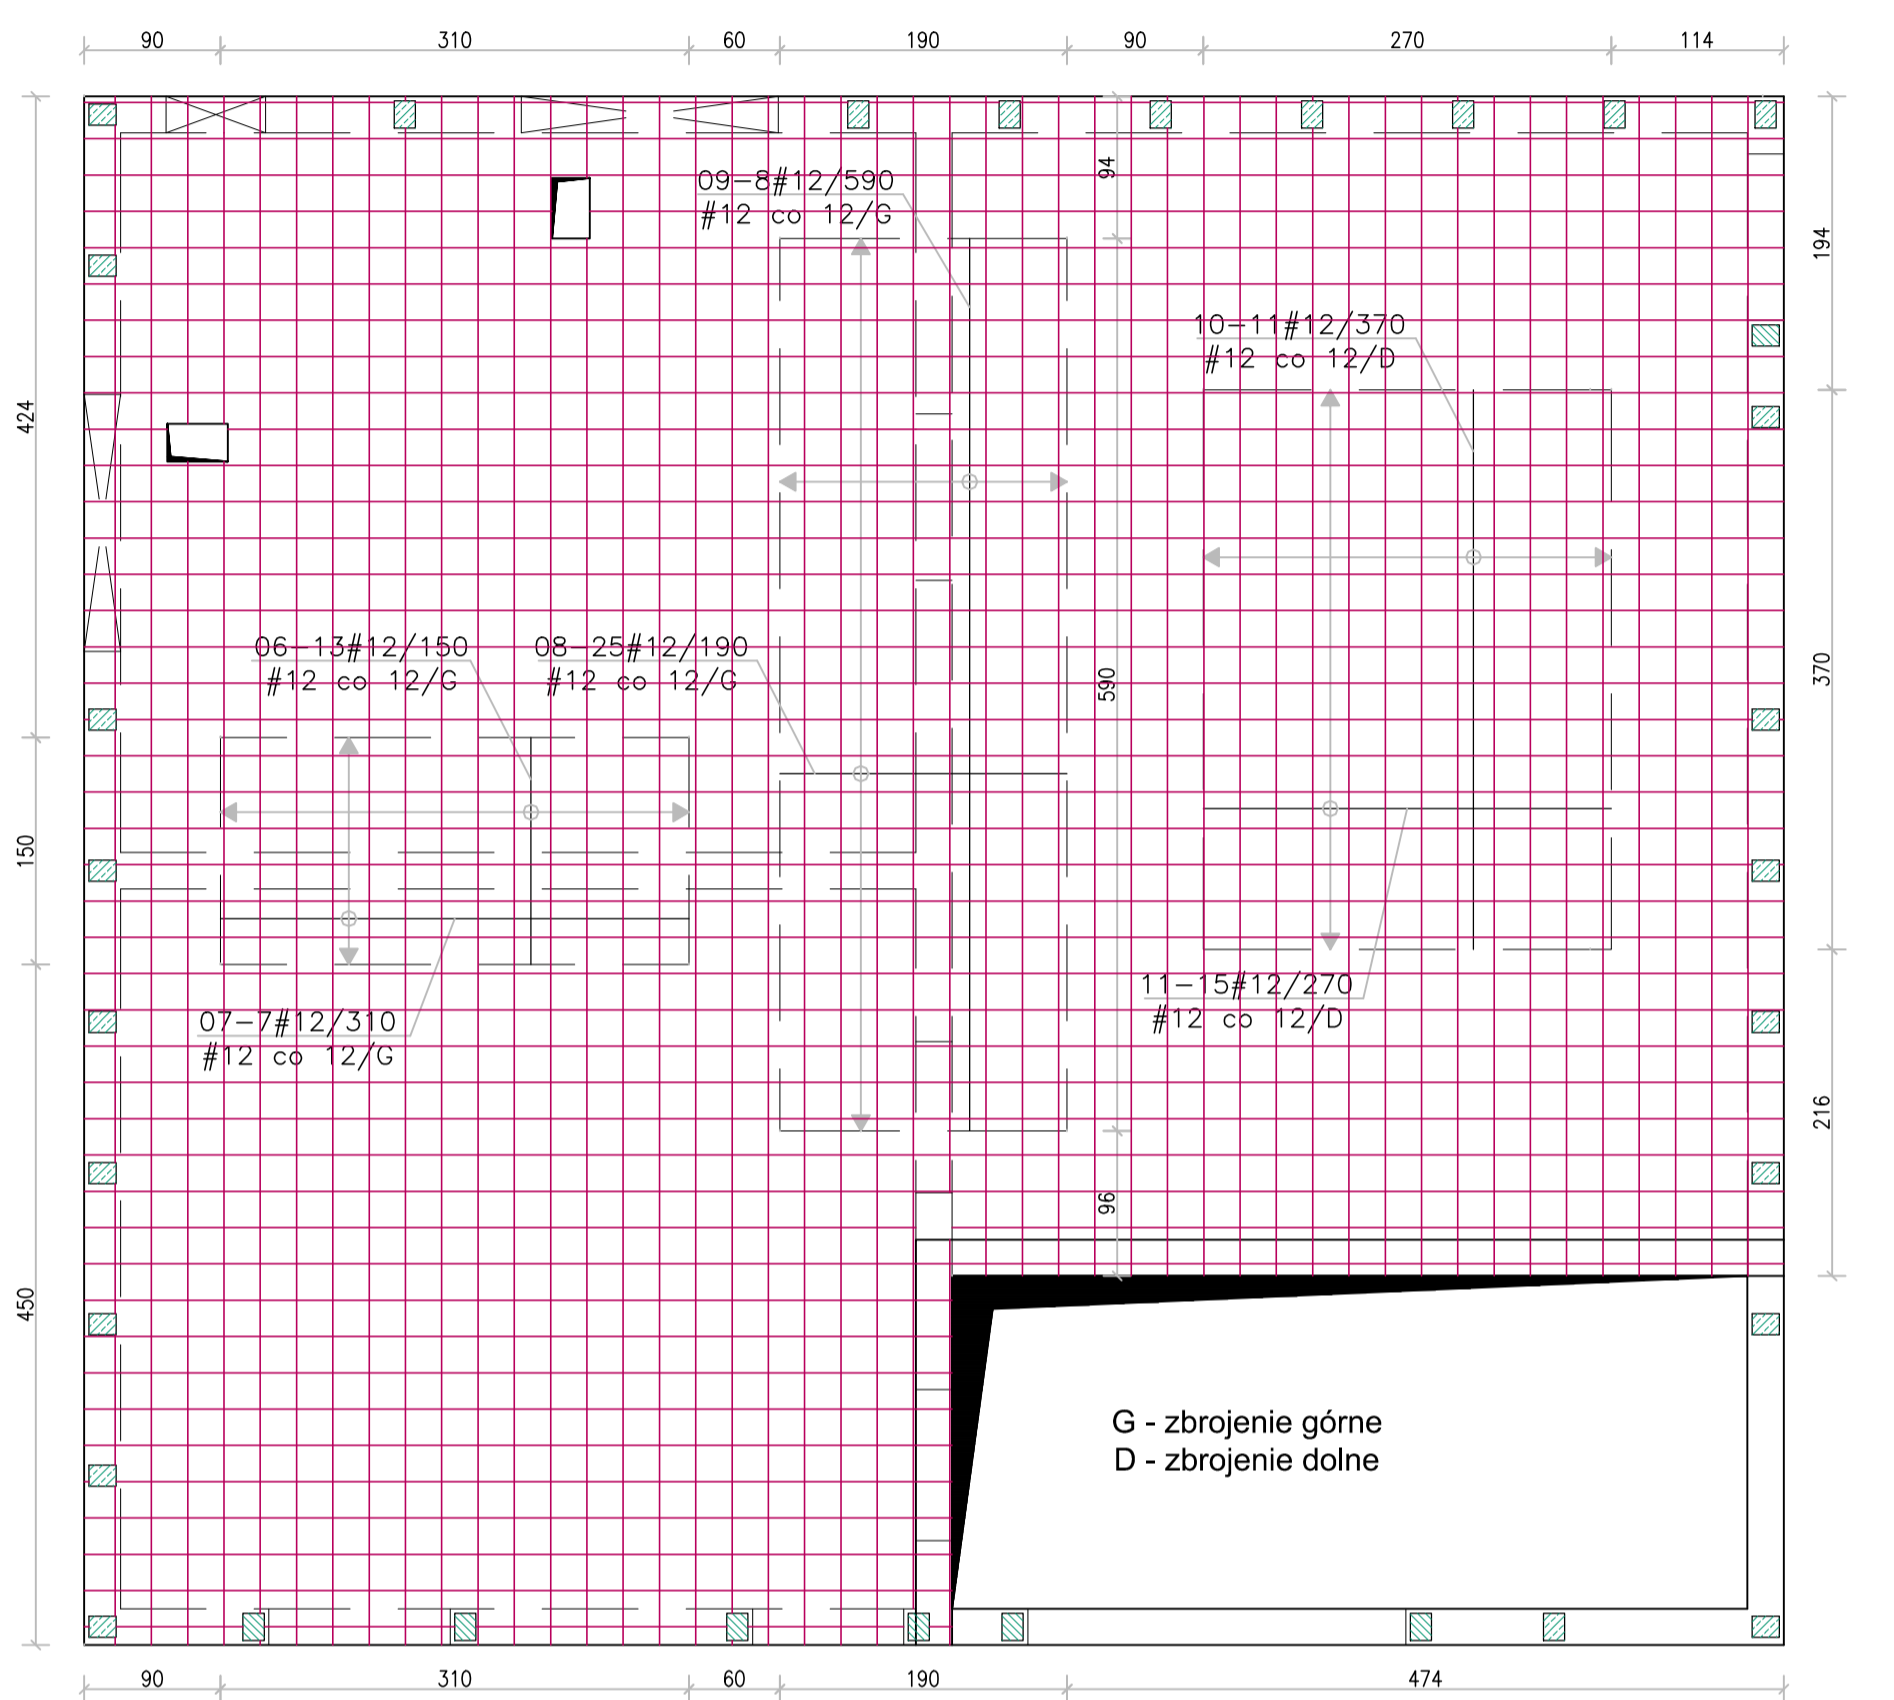 90 310 60 190 90 270 114
94
09-8#12/590
#12 co 12/G
194
10-11#12/370
#12 co 12/D
424
06-13#12/150
#12 co 12/G
08-25#12/190
#12 co 12/G
590
370
150
11-15#12/270
#12 co 12/D
07-7#12/310
#12 co 12/G
216
96
450
G - zbrojenie górne
D - zbrojenie dolne
90 310 60 190 474